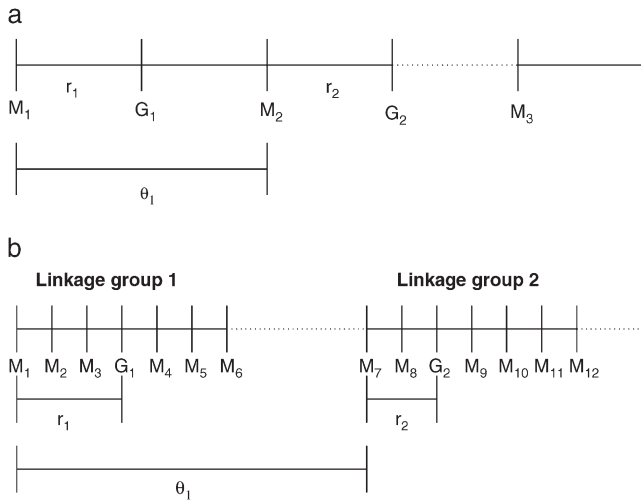 a
r₁ r₂
M₁ G₁ M₂ G₂ M₃
θ₁
b
Linkage group 1 Linkage group 2
M₁ M₂ M₃ G₁ M₄ M₅ M₆ M₇ M₈ G₂ M₉ M₁₀ M₁₁ M₁₂
r₁ r₂
θ₁